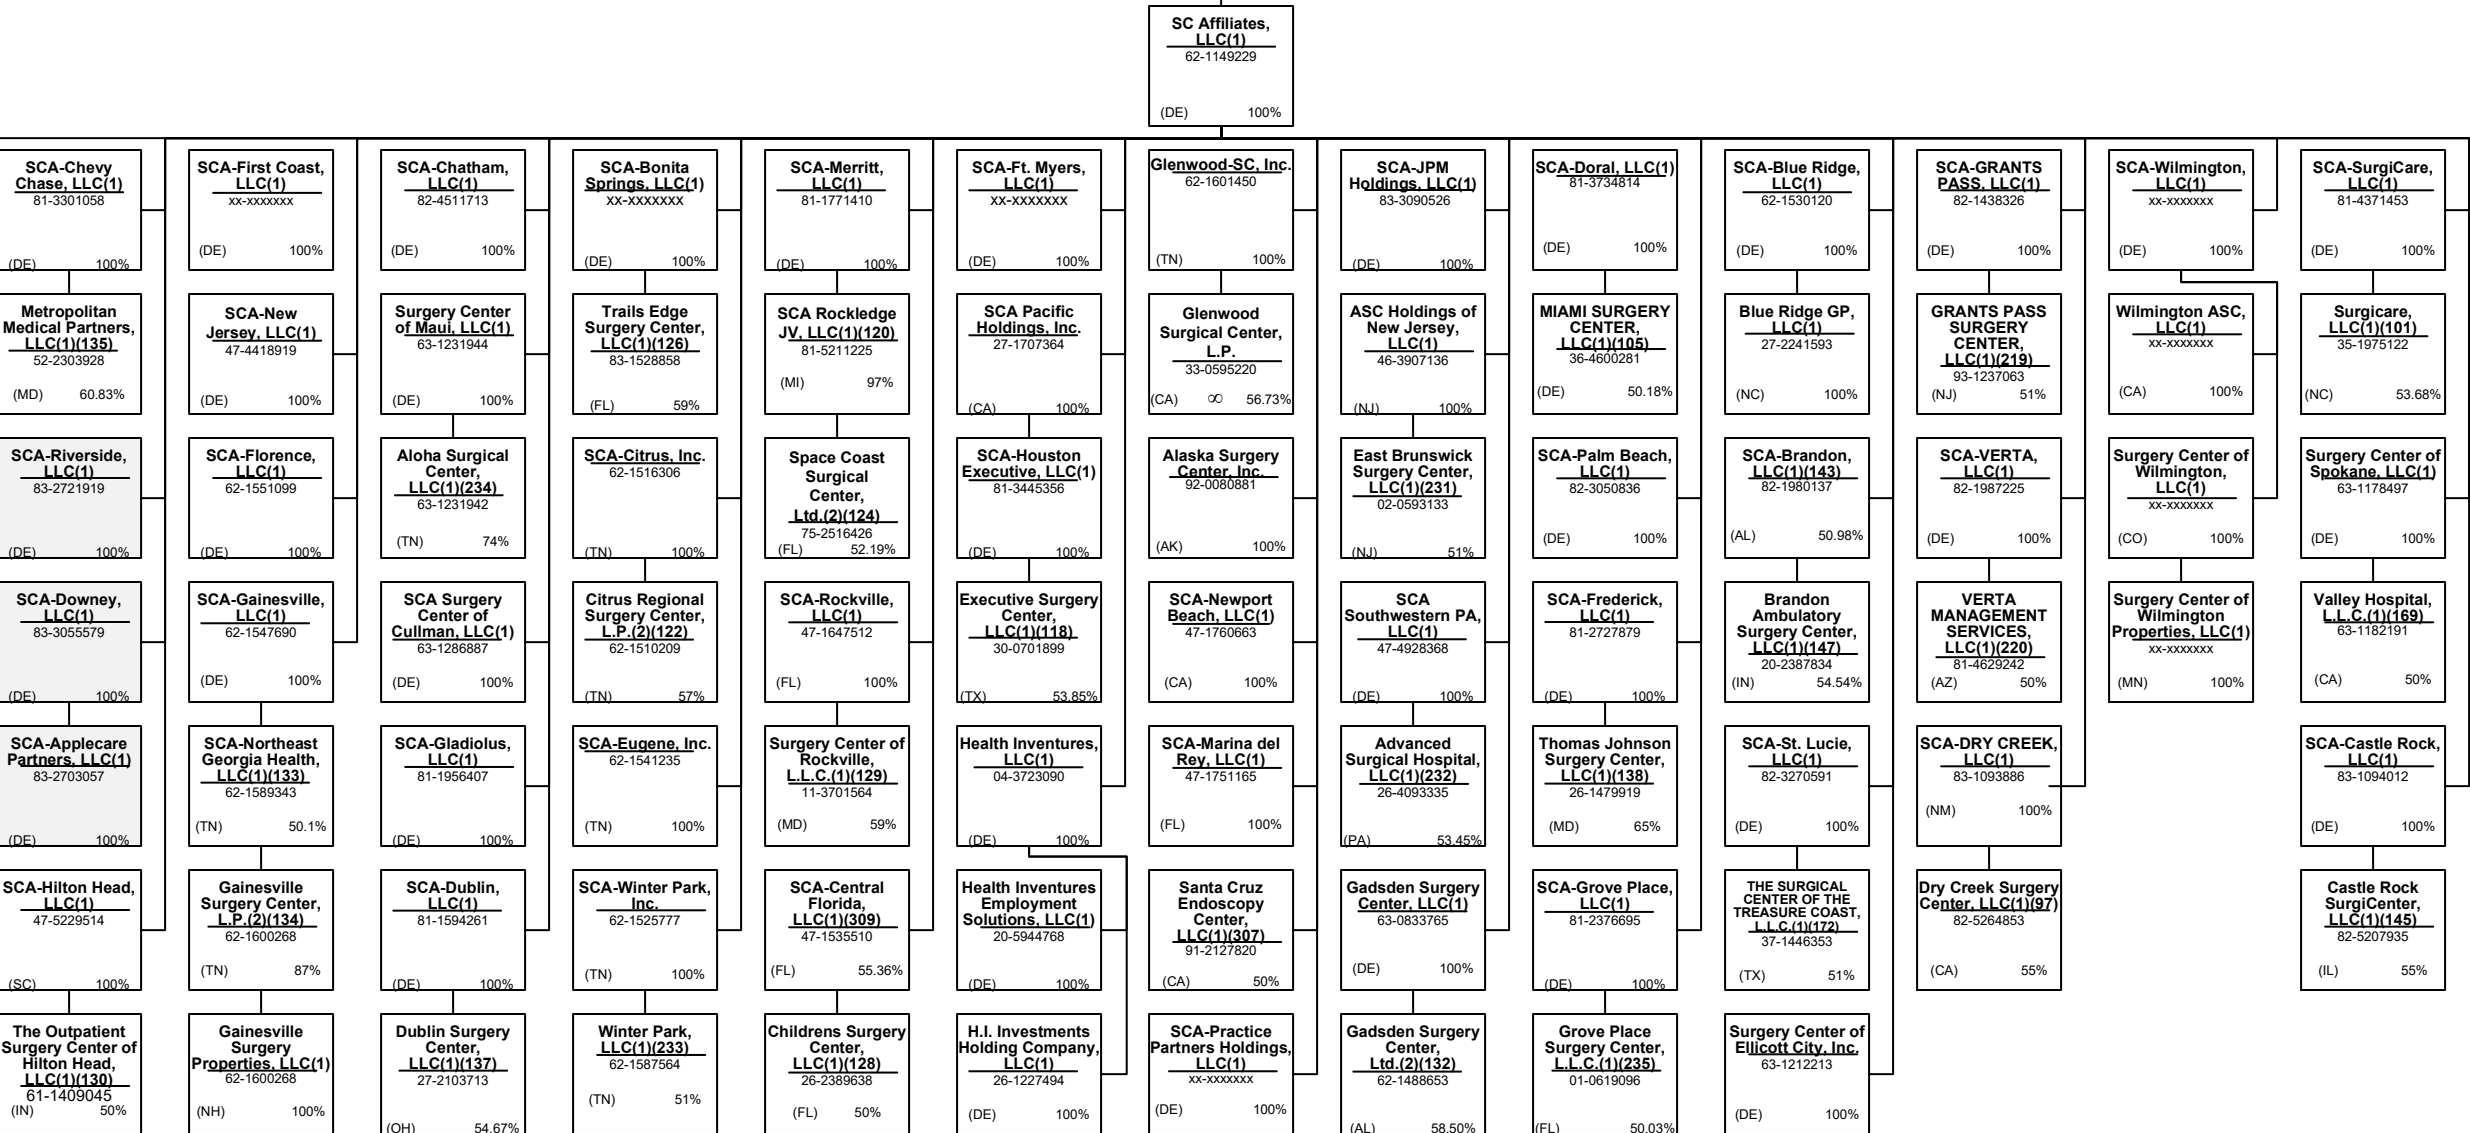 SC Affiliates,
LLC(1)
62-1149229
(DE) 100%
SCA-Chevy
Chase, LLC(1)
81-3301058
(DE) 100%
SCA-First Coast,
LLC(1)
xx-xxxxxxx
(DE) 100%
SCA-Chatham,
LLC(1)
82-4511713
(DE) 100%
SCA-Bonita
Springs, LLC(1)
xx-xxxxxxx
(DE) 100%
SCA-Merritt,
LLC(1)
81-1771410
(DE) 100%
SCA-Ft. Myers,
LLC(1)
xx-xxxxxxx
(DE) 100%
Glenwood-SC, Inc.
62-1601450
(TN) 100%
SCA-JPM
Holdings, LLC(1)
83-3090526
(DE) 100%
SCA-Doral, LLC(1)
81-3734814
(DE) 100%
SCA-Blue Ridge,
LLC(1)
62-1530120
(DE) 100%
SCA-GRANTS
PASS, LLC(1)
82-1438326
(DE) 100%
SCA-Wilmington,
LLC(1)
xx-xxxxxxx
(DE) 100%
SCA-SurgiCare,
LLC(1)
81-4371453
(DE) 100%
Metropolitan
Medical Partners,
LLC(1)(135)
52-2303928
(MD) 60.83%
SCA-New
Jersey, LLC(1)
47-4418919
(DE) 100%
Surgery Center
of Maui, LLC(1)
63-1231944
(DE) 100%
Trails Edge
Surgery Center,
LLC(1)(126)
83-1528858
(FL) 59%
SCA Rockledge
JV, LLC(1)(120)
81-5211225
(MI) 97%
SCA Pacific
Holdings, Inc.
27-1707364
(CA) 100%
Glenwood
Surgical Center,
L.P.
33-0595220
(CA) ∞ 56.73%
ASC Holdings of
New Jersey,
LLC(1)
46-3907136
(NJ) 100%
MIAMI SURGERY
CENTER,
LLC(1)(105)
36-4600281
(DE) 50.18%
Blue Ridge GP,
LLC(1)
27-2241593
(NC) 100%
GRANTS PASS
SURGERY
CENTER,
LLC(1)(219)
93-1237063
(NJ) 51%
Wilmington ASC,
LLC(1)
xx-xxxxxxx
(CA) 100%
Surgicare,
LLC(1)(101)
35-1975122
(NC) 53.68%
SCA-Riverside,
LLC(1)
83-2721919
(DE) 100%
SCA-Florence,
LLC(1)
62-1551099
(DE) 100%
Aloha Surgical
Center,
LLC(1)(234)
63-1231942
(TN) 74%
SCA-Citrus, Inc.
62-1516306
(TN) 100%
Space Coast
Surgical
Center,
Ltd.(2)(124)
75-2516426
(FL) 52.19%
SCA-Houston
Executive, LLC(1)
81-3445356
(DE) 100%
Alaska Surgery
Center, Inc.
92-0080881
(AK) 100%
East Brunswick
Surgery Center,
LLC(1)(231)
02-0593133
(NJ) 51%
SCA-Palm Beach,
LLC(1)
82-3050836
(DE) 100%
SCA-Brandon,
LLC(1)(143)
82-1980137
(AL) 50.98%
SCA-VERTA,
LLC(1)
82-1987225
(DE) 100%
Surgery Center of
Wilmington,
LLC(1)
xx-xxxxxxx
(CO) 100%
Surgery Center of
Spokane, LLC(1)
63-1178497
(DE) 100%
SCA-Downey,
LLC(1)
83-3055579
(DE) 100%
SCA-Gainesville,
LLC(1)
62-1547690
(DE) 100%
SCA Surgery
Center of
Cullman, LLC(1)
63-1286887
(DE) 100%
Citrus Regional
Surgery Center,
L.P.(2)(122)
62-1510209
(TN) 57%
SCA-Rockville,
LLC(1)
47-1647512
(FL) 100%
Executive Surgery
Center,
LLC(1)(118)
30-0701899
(TX) 53.85%
SCA-Newport
Beach, LLC(1)
47-1760663
(CA) 100%
SCA
Southwestern PA,
LLC(1)
47-4928368
(DE) 100%
SCA-Frederick,
LLC(1)
81-2727879
(DE) 100%
Brandon
Ambulatory
Surgery Center,
LLC(1)(147)
20-2387834
(IN) 54.54%
VERTA
MANAGEMENT
SERVICES,
LLC(1)(220)
81-4629242
(AZ) 50%
Surgery Center of
Wilmington
Properties, LLC(1)
xx-xxxxxxx
(MN) 100%
Valley Hospital,
L.L.C.(1)(169)
63-1182191
(CA) 50%
SCA-Applecare
Partners, LLC(1)
83-2703057
(DE) 100%
SCA-Northeast
Georgia Health,
LLC(1)(133)
62-1589343
(TN) 50.1%
SCA-Gladiolus,
LLC(1)
81-1956407
(DE) 100%
SCA-Eugene, Inc.
62-1541235
(TN) 100%
Surgery Center of
Rockville,
L.L.C.(1)(129)
11-3701564
(MD) 59%
Health Inventures,
LLC(1)
04-3723090
(DE) 100%
SCA-Marina del
Rey, LLC(1)
47-1751165
(FL) 100%
Advanced
Surgical Hospital,
LLC(1)(232)
26-4093335
(PA) 53.45%
Thomas Johnson
Surgery Center,
LLC(1)(138)
26-1479919
(MD) 65%
SCA-St. Lucie,
LLC(1)
82-3270591
(DE) 100%
SCA-DRY CREEK,
LLC(1)
83-1093886
(NM) 100%
SCA-Castle Rock,
LLC(1)
83-1094012
(DE) 100%
SCA-Hilton Head,
LLC(1)
47-5229514
(SC) 100%
Gainesville
Surgery Center,
L.P.(2)(134)
62-1600268
(TN) 87%
SCA-Dublin,
LLC(1)
81-1594261
(DE) 100%
SCA-Winter Park,
Inc.
62-1525777
(TN) 100%
SCA-Central
Florida,
LLC(1)(309)
47-1535510
(FL) 55.36%
Health Inventures
Employment
Solutions, LLC(1)
20-5944768
(DE) 100%
Santa Cruz
Endoscopy
Center,
LLC(1)(307)
91-2127820
(CA) 50%
Gadsden Surgery
Center, LLC(1)
63-0833765
(DE) 100%
SCA-Grove Place,
LLC(1)
81-2376695
(DE) 100%
THE SURGICAL
CENTER OF THE
TREASURE COAST,
L.L.C.(1)(172)
37-1446353
(TX) 51%
Dry Creek Surgery
Center, LLC(1)(97)
82-5264853
(CA) 55%
Castle Rock
SurgiCenter,
LLC(1)(145)
82-5207935
(IL) 55%
The Outpatient
Surgery Center of
Hilton Head,
LLC(1)(130)
61-1409045
(IN) 50%
Gainesville
Surgery
Properties, LLC(1)
62-1600268
(NH) 100%
Dublin Surgery
Center,
LLC(1)(137)
27-2103713
(OH) 54.67%
Winter Park,
LLC(1)(233)
62-1587564
(TN) 51%
Childrens Surgery
Center,
LLC(1)(128)
26-2389638
(FL) 50%
H.I. Investments
Holding Company,
LLC(1)
26-1227494
(DE) 100%
SCA-Practice
Partners Holdings,
LLC(1)
xx-xxxxxxx
(DE) 100%
Gadsden Surgery
Center,
Ltd.(2)(132)
62-1488653
(AL) 58.50%
Grove Place
Surgery Center,
L.L.C.(1)(235)
01-0619096
(FL) 50.03%
Surgery Center of
Ellicott City, Inc.
63-1212213
(DE) 100%